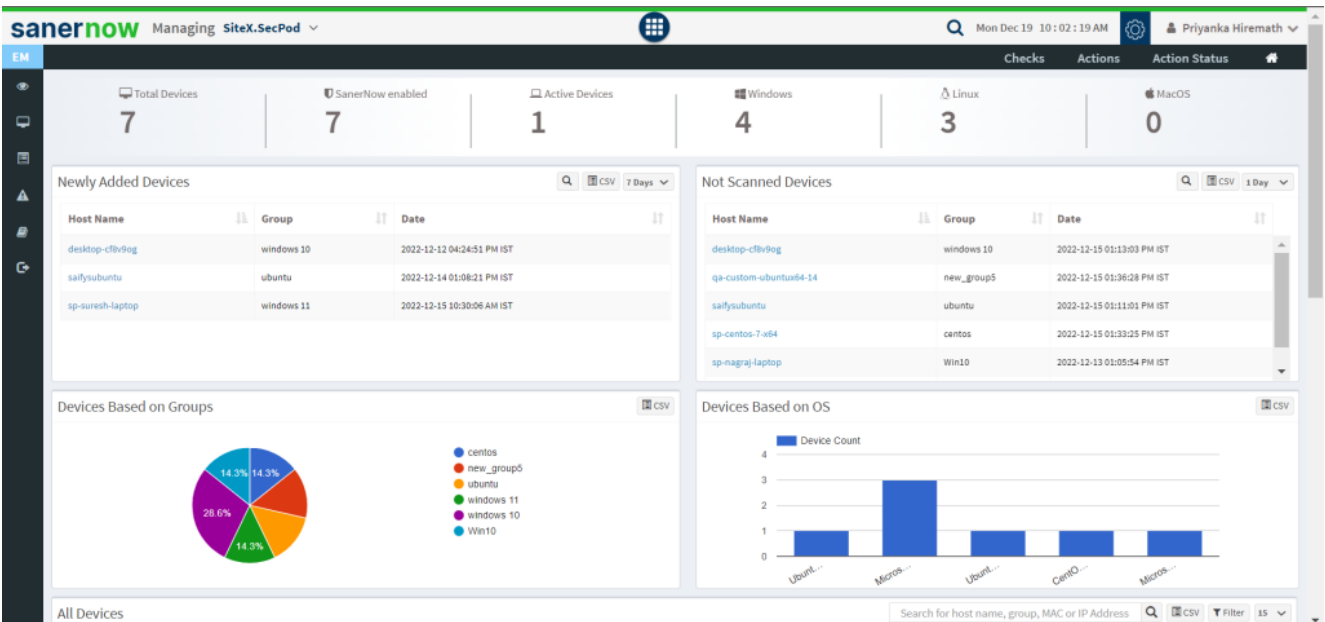 sanernow Managing SiteX.SecPod Mon Dec 19 10:02:19 AM Priyanka Hiremath
EM Checks Actions Action Status
Total Devices SanerNow enabled Active Devices Windows Linux MacOS
7 7 1 4 3 0
Newly Added Devices CSV 7 Days
Host Name Group Date
desktop-cf8v9og windows 10 2022-12-12 04:24:51 PM IST
saifysubuntu ubuntu 2022-12-14 01:08:21 PM IST
sp-suresh-laptop windows 11 2022-12-15 10:30:06 AM IST
Not Scanned Devices CSV 1 Day
Host Name Group Date
desktop-cf8v9og windows 10 2022-12-15 01:13:03 PM IST
qa-custom-ubuntux64-14 new_group5 2022-12-15 01:36:28 PM IST
saifysubuntu ubuntu 2022-12-15 01:11:01 PM IST
sp-centos-7-x64 centos 2022-12-15 01:33:25 PM IST
sp-nagraj-laptop Win10 2022-12-13 01:05:54 PM IST
Devices Based on Groups CSV
14.3% 14.3%
28.6%
14.3%
centos
new_group5
ubuntu
windows 11
windows 10
Win10
Devices Based on OS CSV
Device Count
4
3
2
1
0
Ubunt... Micros... Ubunt... CentO... Micros...
All Devices Search for host name, group, MAC or IP Address CSV Filter 15